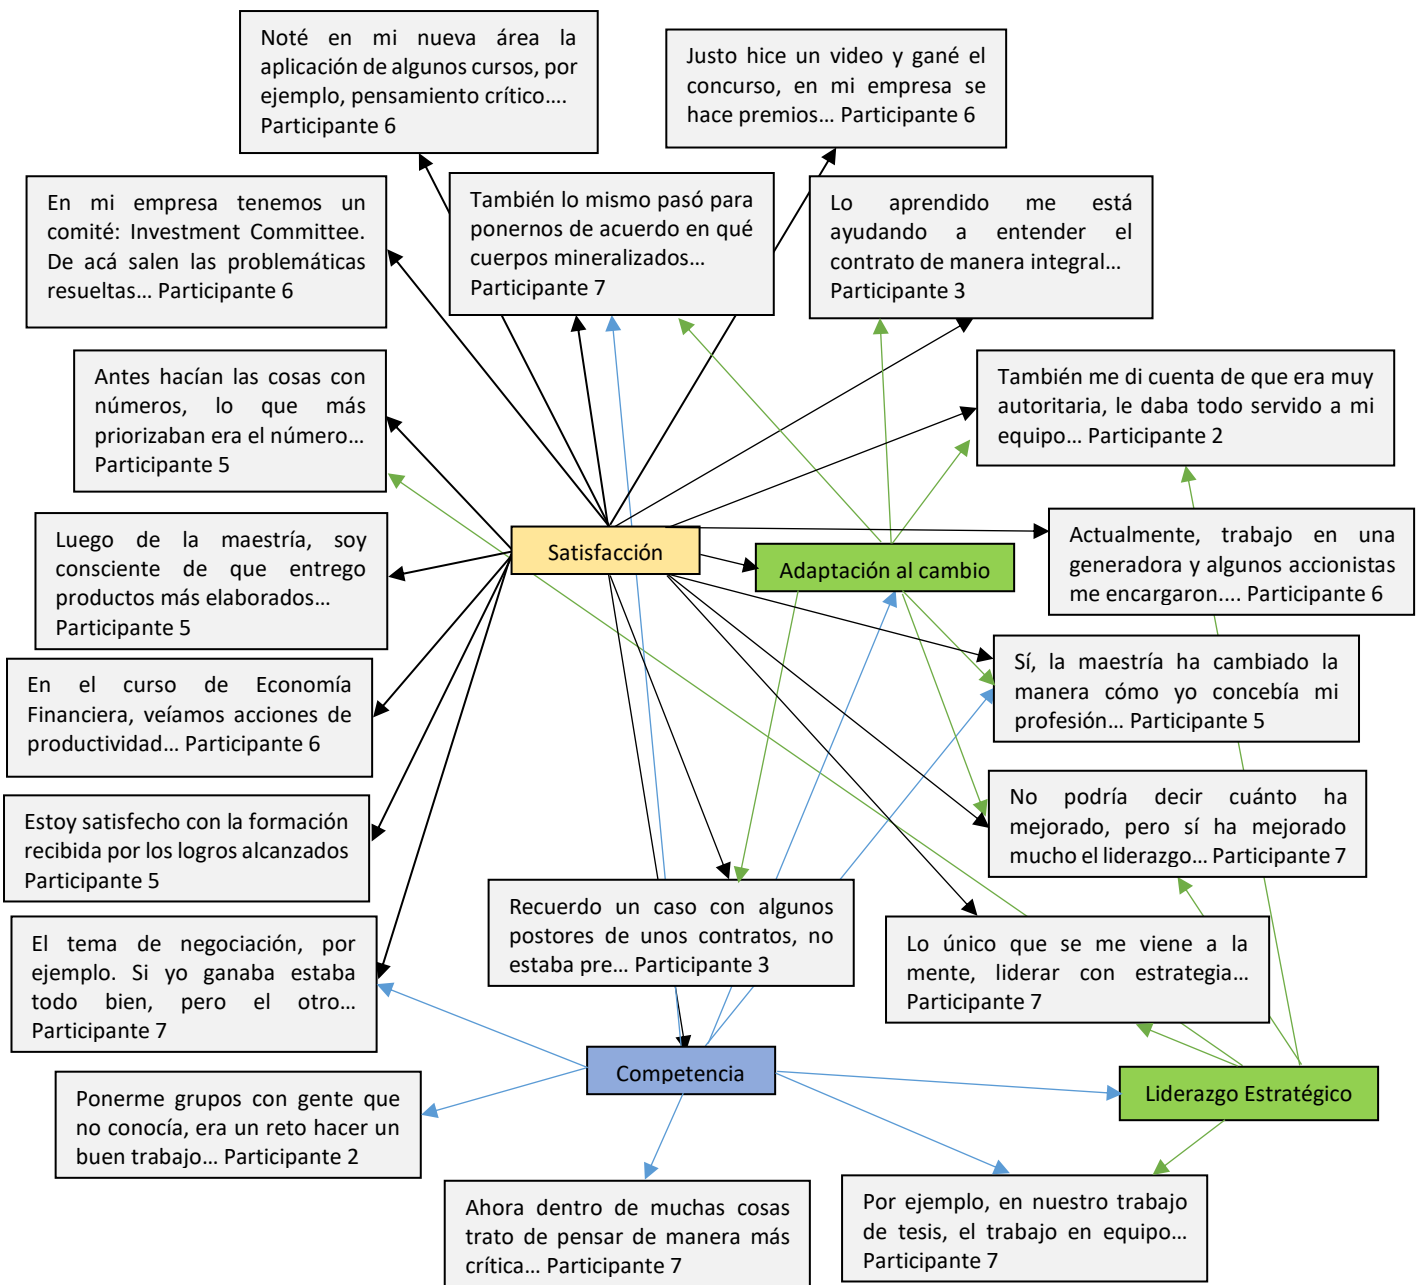 Noté en mi nueva área la
aplicación de algunos cursos, por
ejemplo, pensamiento crítico....
Participante 6
Justo hice un video y gané el
concurso, en mi empresa se
hace premios... Participante 6
En mi empresa tenemos un
comité: Investment Committee.
De acá salen las problemáticas
resueltas... Participante 6
También lo mismo pasó para
ponernos de acuerdo en qué
cuerpos mineralizados...
Participante 7
Lo aprendido me está
ayudando a entender el
contrato de manera integral...
Participante 3
Antes hacían las cosas con
números, lo que más
priorizaban era el número...
Participante 5
También me di cuenta de que era muy
autoritaria, le daba todo servido a mi
equipo... Participante 2
Luego de la maestría, soy
consciente de que entrego
productos más elaborados...
Participante 5
Satisfacción
Adaptación al cambio
Actualmente, trabajo en una
generadora y algunos accionistas
me encargaron.... Participante 6
En el curso de Economía
Financiera, veíamos acciones de
productividad... Participante 6
Sí, la maestría ha cambiado la
manera cómo yo concebía mi
profesión... Participante 5
Estoy satisfecho con la formación
recibida por los logros alcanzados
Participante 5
No podría decir cuánto ha
mejorado, pero sí ha mejorado
mucho el liderazgo... Participante 7
El tema de negociación, por
ejemplo. Si yo ganaba estaba
todo bien, pero el otro...
Participante 7
Recuerdo un caso con algunos
postores de unos contratos, no
estaba pre... Participante 3
Lo único que se me viene a la
mente, liderar con estrategia...
Participante 7
Competencia
Liderazgo Estratégico
Ponerme grupos con gente que
no conocía, era un reto hacer un
buen trabajo... Participante 2
Ahora dentro de muchas cosas
trato de pensar de manera más
crítica... Participante 7
Por ejemplo, en nuestro trabajo
de tesis, el trabajo en equipo...
Participante 7